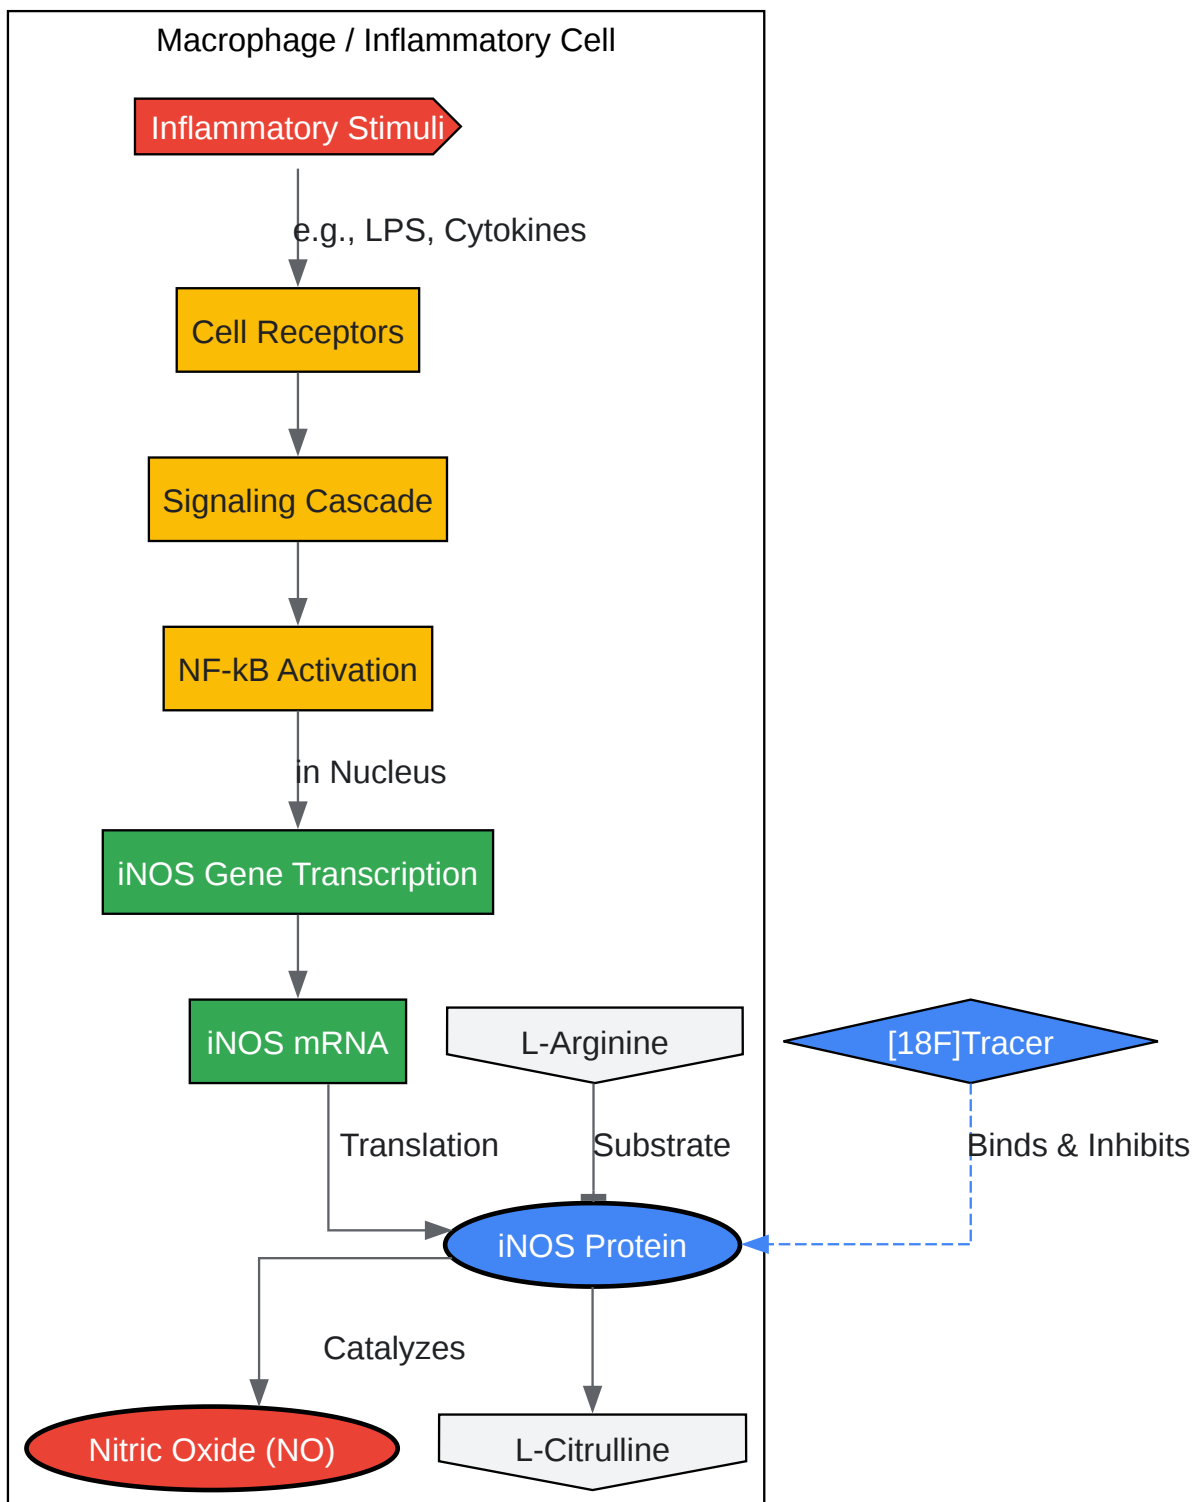 Macrophage / Inflammatory Cell
Inflammatory Stimuli
e.g., LPS, Cytokines
Cell Receptors
Signaling Cascade
NF-kB Activation
in Nucleus
iNOS Gene Transcription
iNOS mRNA
L-Arginine
[18F]Tracer
Translation
Substrate
Binds & Inhibits
iNOS Protein
Catalyzes
Nitric Oxide (NO)
L-Citrulline